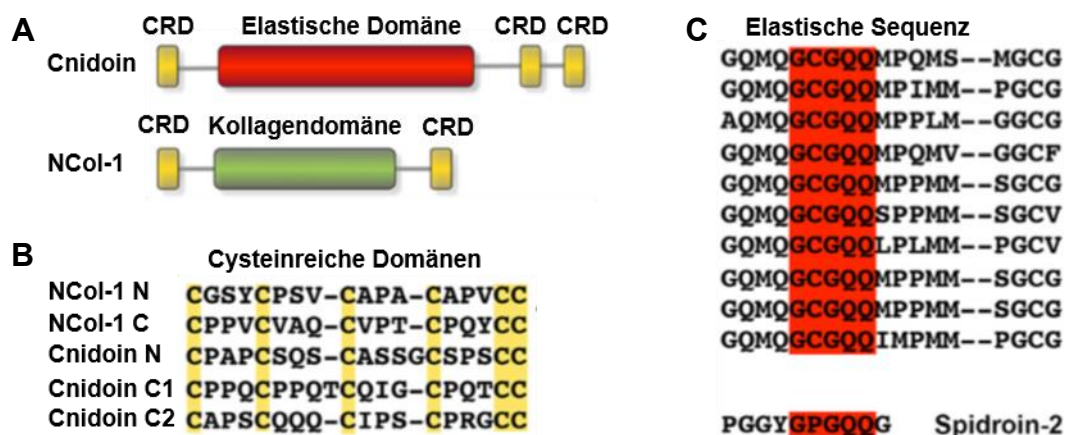 A
CRD Elastische Domäne CRD CRD
Cnidoin
CRD Kollagendomäne CRD
NCol-1
B
Cysteinreiche Domänen
NCol-1 N CGSYCPSV-CAPA-CAPVCC
NCol-1 C CPPVCVAQ-CVPT-CPQYCC
Cnidoin N CPAPCSQS-CASSGCSPSCC
Cnidoin C1 CPPQCPPQTCQIG-CPQTCC
Cnidoin C2 CAPSCQQQ-CIPS-CPRGCC
C
Elastische Sequenz
GQMQGCGQQMPQMS--MGCG
GQMQGCGQQMPIMM--PGCG
AQMQGCGQQMPPLM--GGCG
GQMQGCGQQMPQMV--GGCF
GQMQGCGQQMPPMM--SGCG
GQMQGCGQQSPPMM--SGCV
GQMQGCGQQLPLMM--PGCV
GQMQGCGQQMPPMM--SGCG
GQMQGCGQQMPPMM--SGCG
GQMQGCGQQIMPMM--PGCG
PGGYGPGQQG Spidroin-2